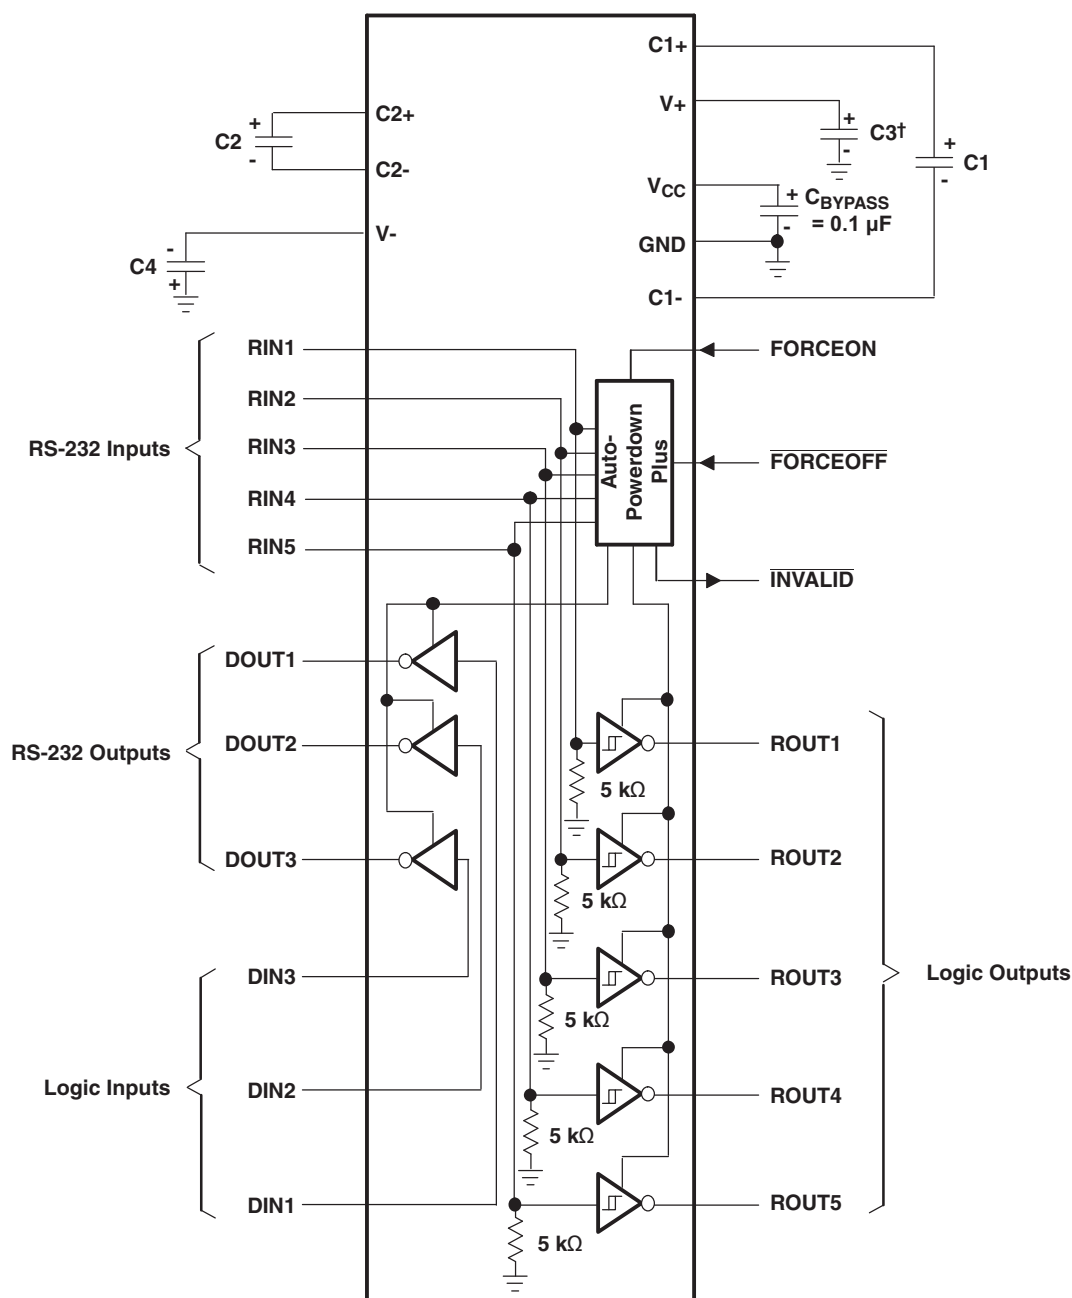 C1+
V+
C3†
C1
C2+
C2
C2-
VCC
CBYPASS
= 0.1 µF
V-
GND
C4
C1-
RIN1
FORCEON
RIN2
RS-232 Inputs
RIN3
Auto-
Powerdown
Plus
FORCEOFF
RIN4
RIN5
INVALID
DOUT1
RS-232 Outputs
DOUT2
ROUT1
5 kΩ
DOUT3
ROUT2
5 kΩ
DIN3
ROUT3
Logic Outputs
5 kΩ
Logic Inputs
DIN2
ROUT4
5 kΩ
DIN1
ROUT5
5 kΩ